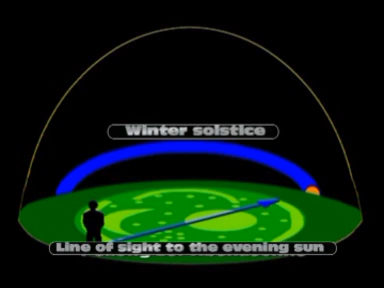 Winter solstice
Line of sight to the evening sun